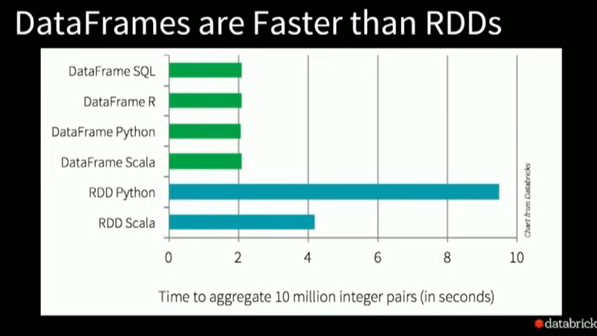 DataFrames are Faster than RDDs
DataFrame SQL
DataFrame R
DataFrame Python
DataFrame Scala
RDD Python
RDD Scala
0 2 4 6 8 10
Time to aggregate 10 million integer pairs (in seconds)
Chart from Databricks
databrick